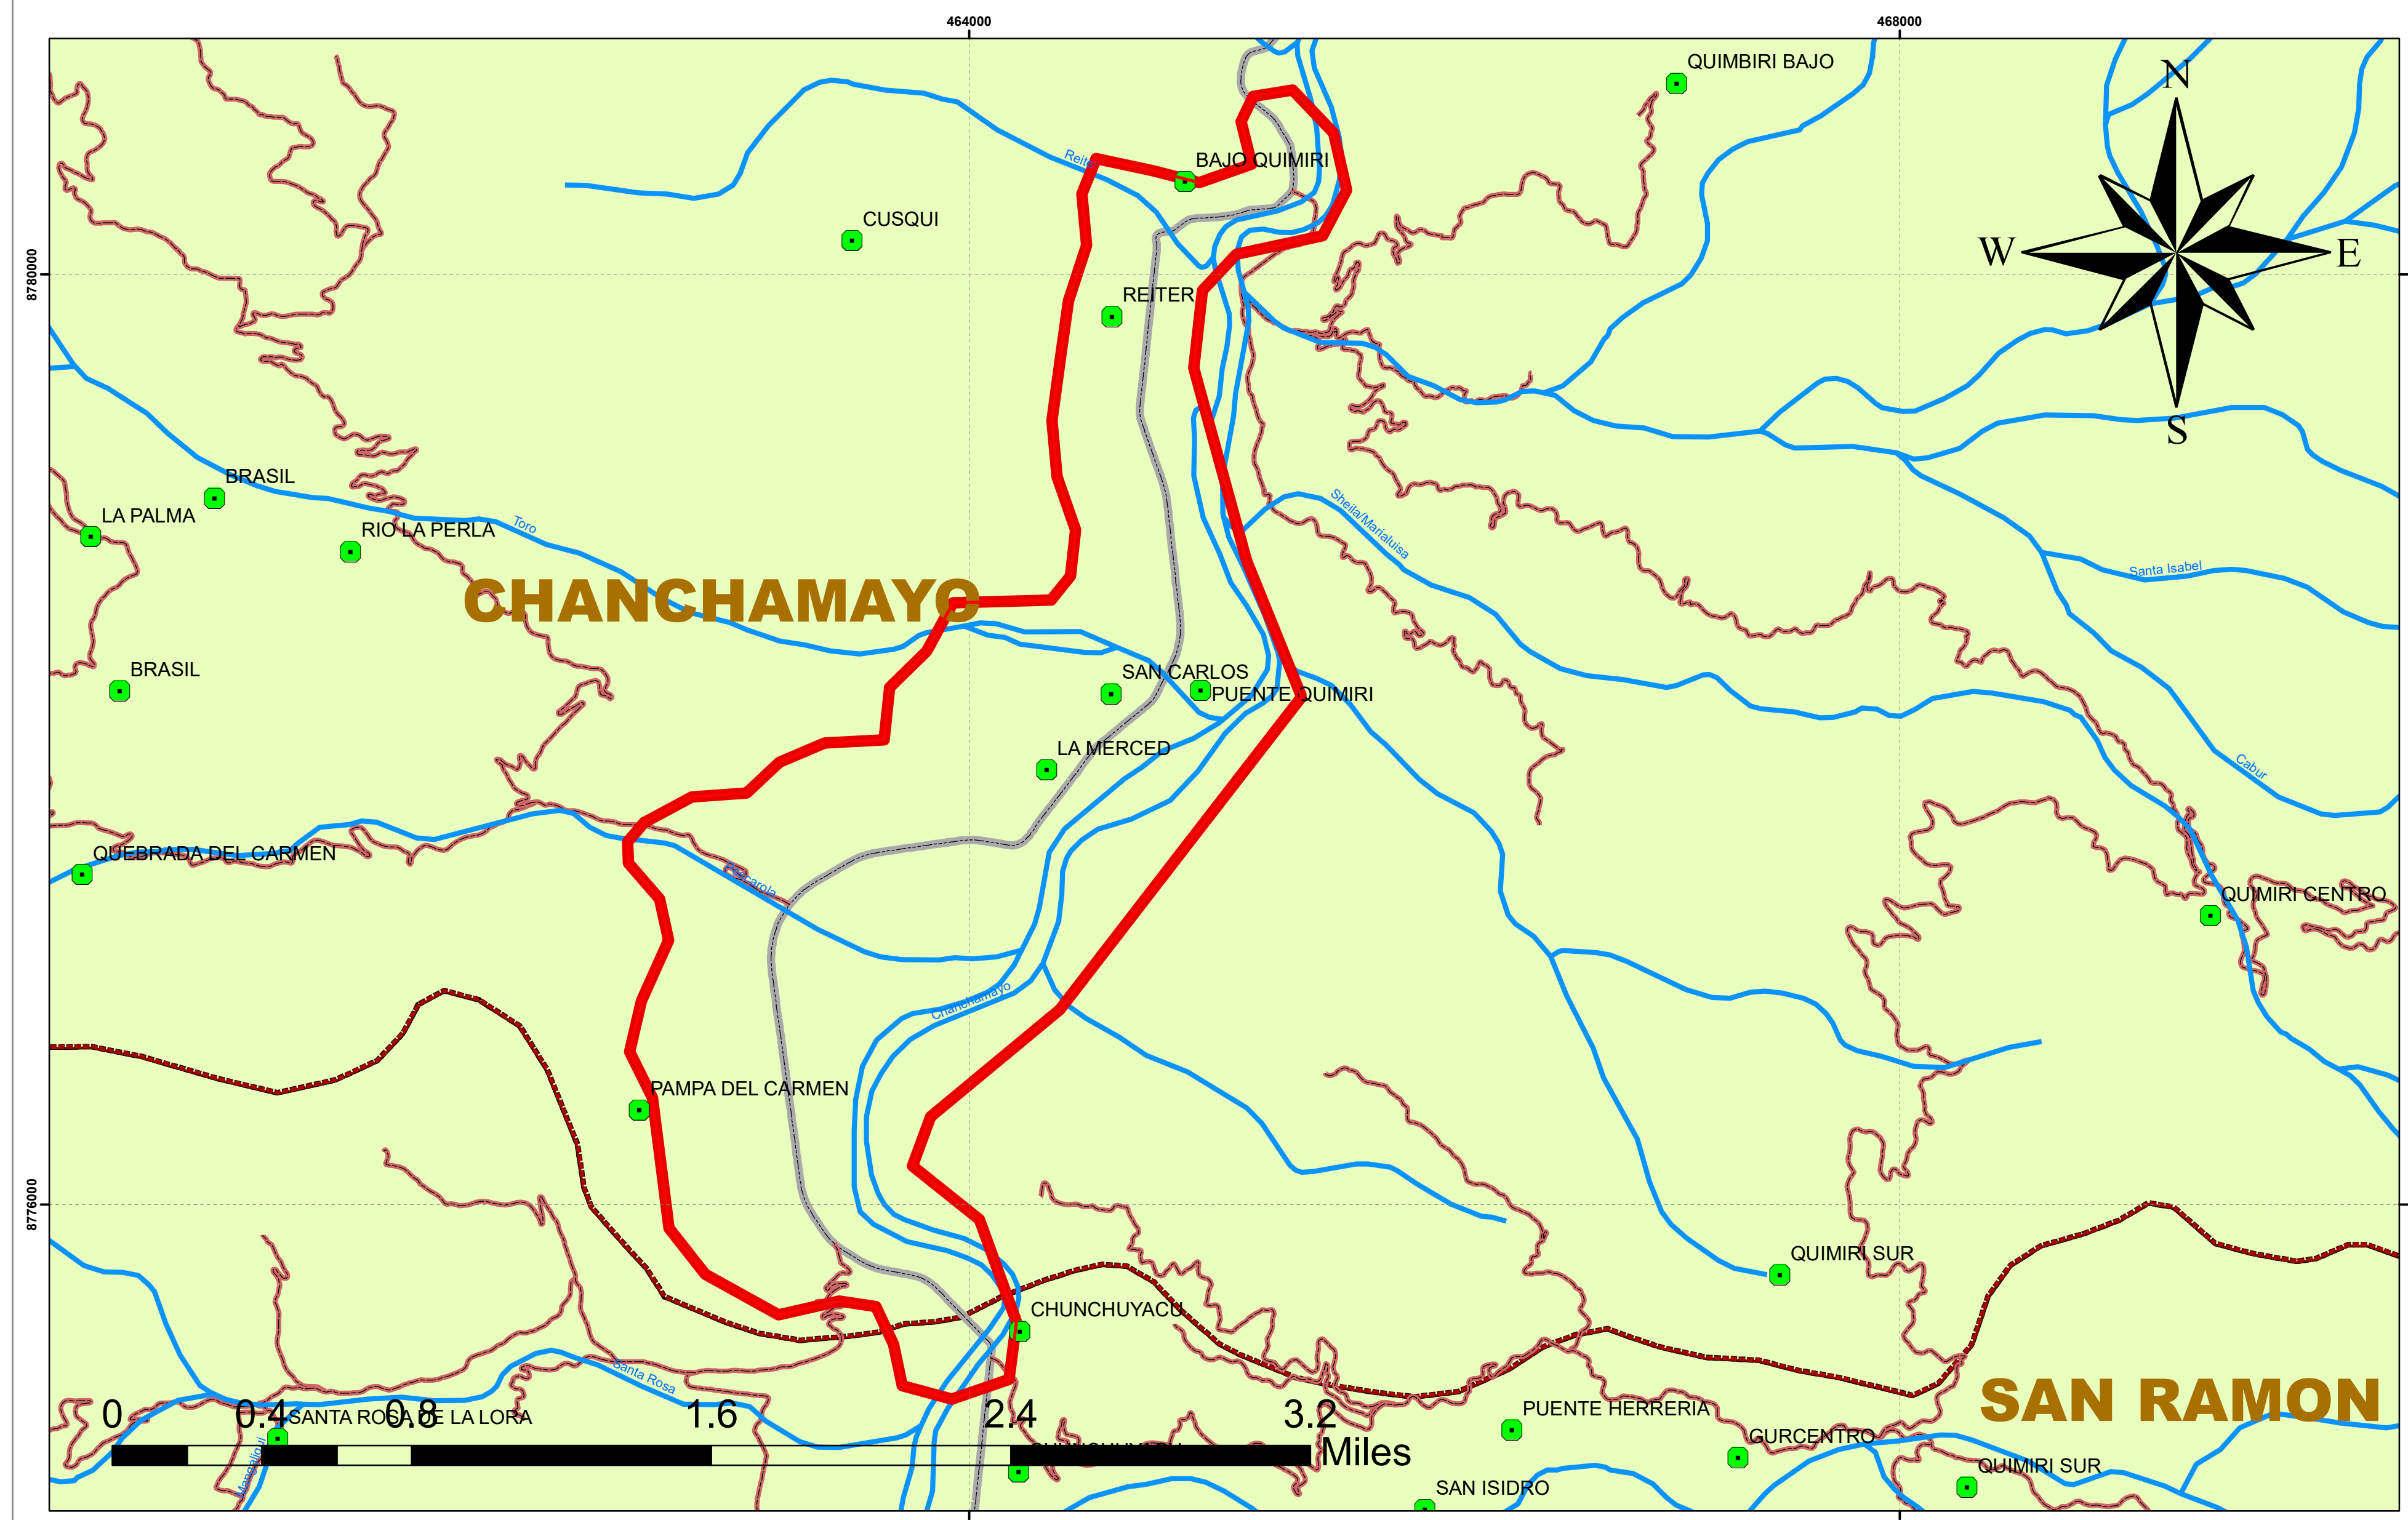 464000
468000
QUIMBIRI BAJO
N
Reiter
BAJO QUIMIRI
CUSQUI
W
E
8780000
REITER
S
BRASIL
LA PALMA
RIO LA PERLA
Toro
Sheila/Marialuisa
Santa Isabel
CHANCHAMAYO
BRASIL
SAN CARLOS
PUENTE QUIMIRI
LA MERCED
Cabur
QUEBRADA DEL CARMEN
QUIMIRI CENTRO
Chanchamayo
PAMPA DEL CARMEN
8776000
QUIMIRI SUR
CHUNCHUYACU
Santa Rosa
SAN RAMON
0 0.4 0.8 1.6 2.4 3.2
SANTA ROSA DE LA LORA
PUENTE HERRERIA
GURCENTRO
CHUNCHUYACU
Miles
QUIMIRI SUR
SAN ISIDRO